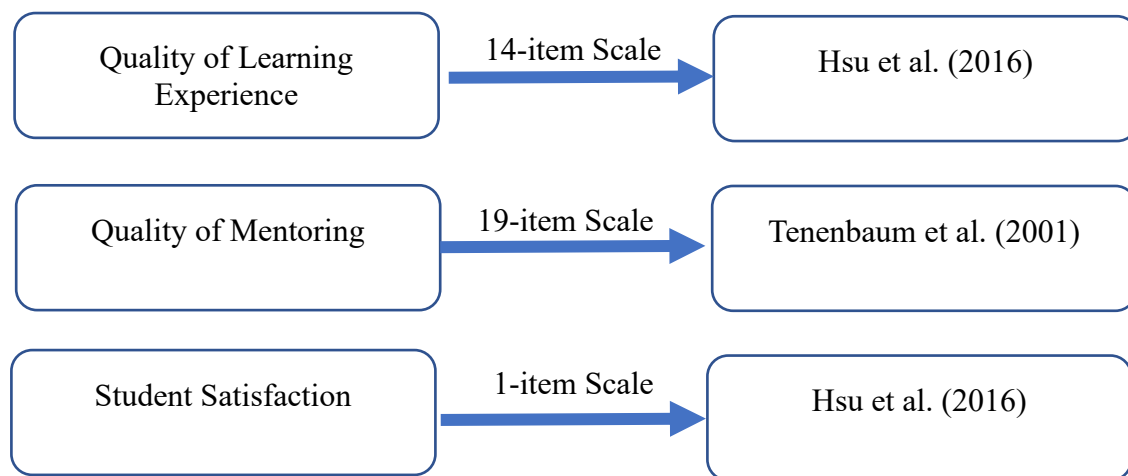 Quality of Learning
Experience
14-item Scale
Hsu et al. (2016)
Quality of Mentoring
19-item Scale
Tenenbaum et al. (2001)
Student Satisfaction
1-item Scale
Hsu et al. (2016)